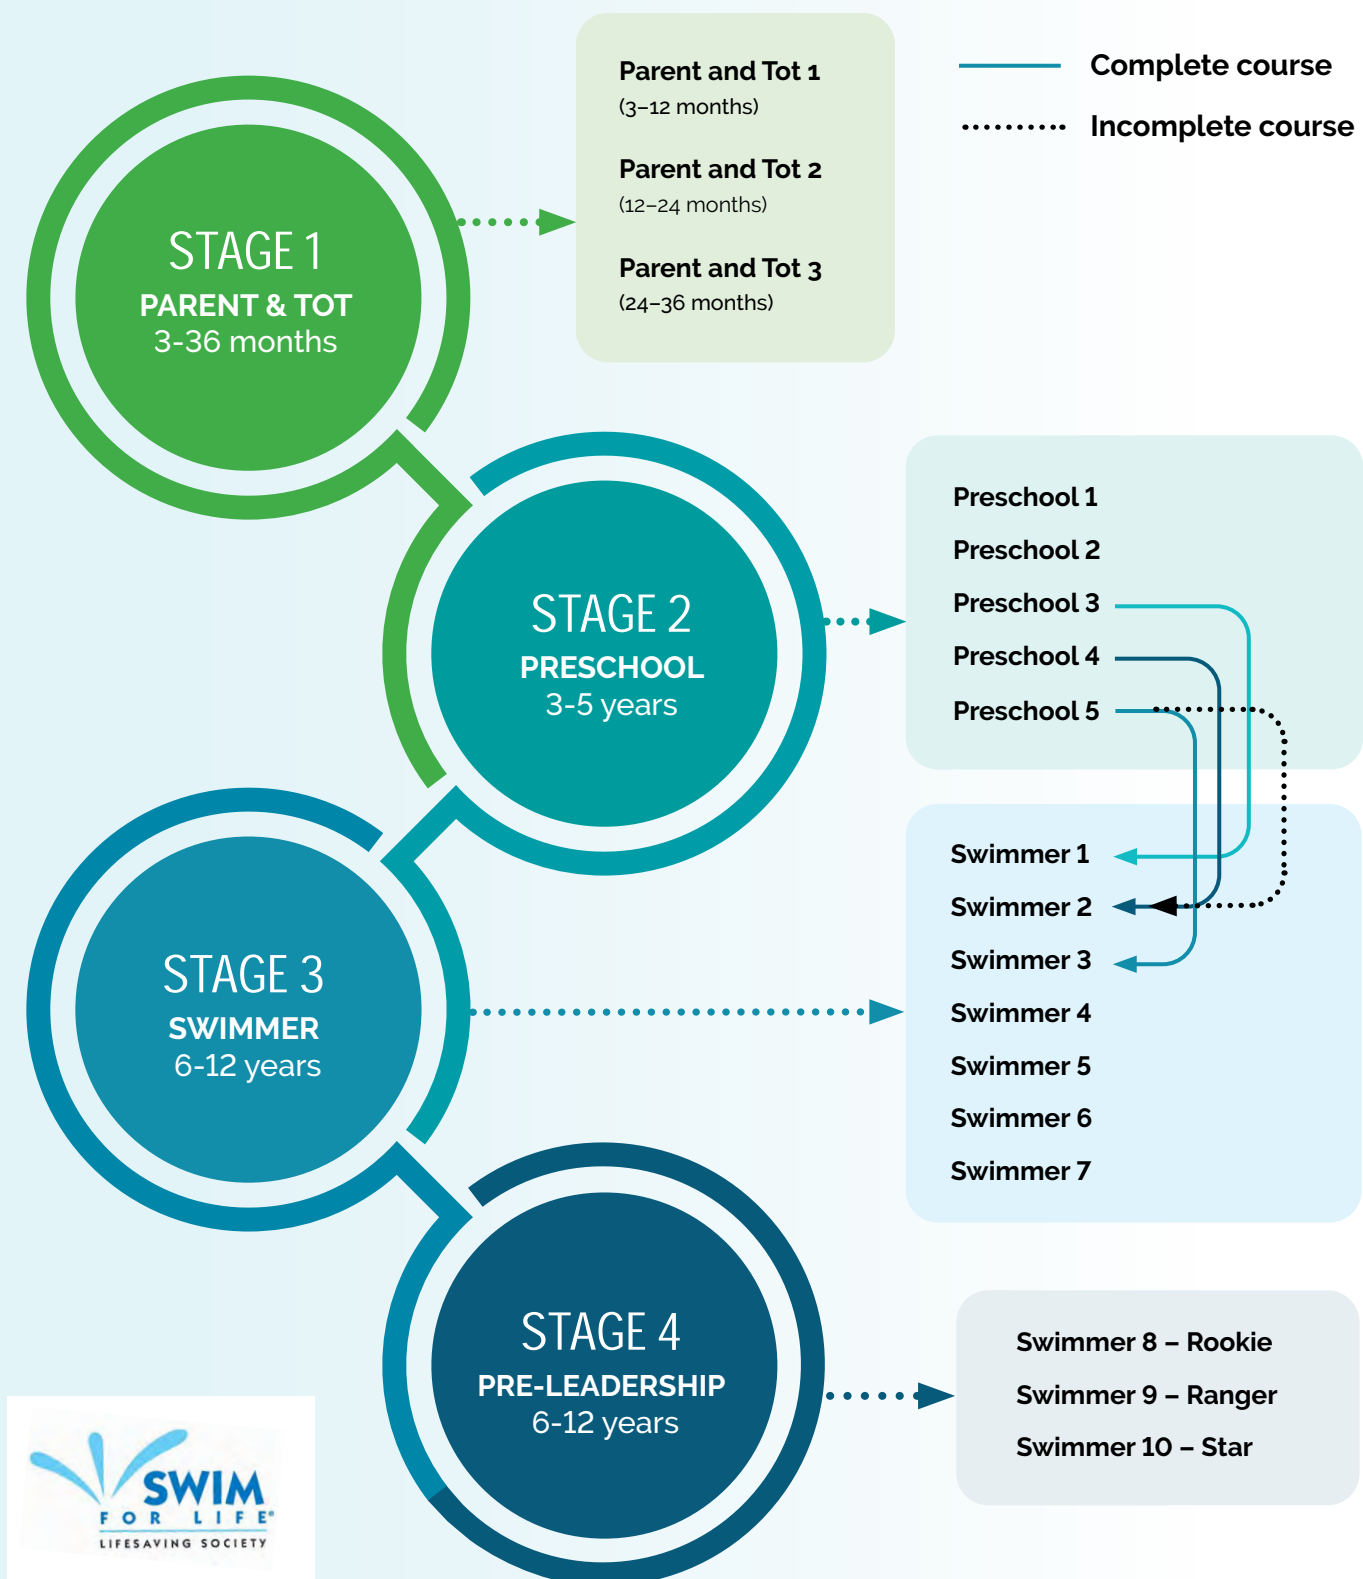 Complete course
Incomplete course
STAGE 1
PARENT & TOT
3-36 months
Parent and Tot 1
(3–12 months)
Parent and Tot 2
(12–24 months)
Parent and Tot 3
(24–36 months)
STAGE 2
PRESCHOOL
3-5 years
Preschool 1
Preschool 2
Preschool 3
Preschool 4
Preschool 5
STAGE 3
SWIMMER
6-12 years
Swimmer 1
Swimmer 2
Swimmer 3
Swimmer 4
Swimmer 5
Swimmer 6
Swimmer 7
STAGE 4
PRE-LEADERSHIP
6-12 years
Swimmer 8 – Rookie
Swimmer 9 – Ranger
Swimmer 10 – Star
SWIM
FOR LIFE®
LIFESAVING SOCIETY